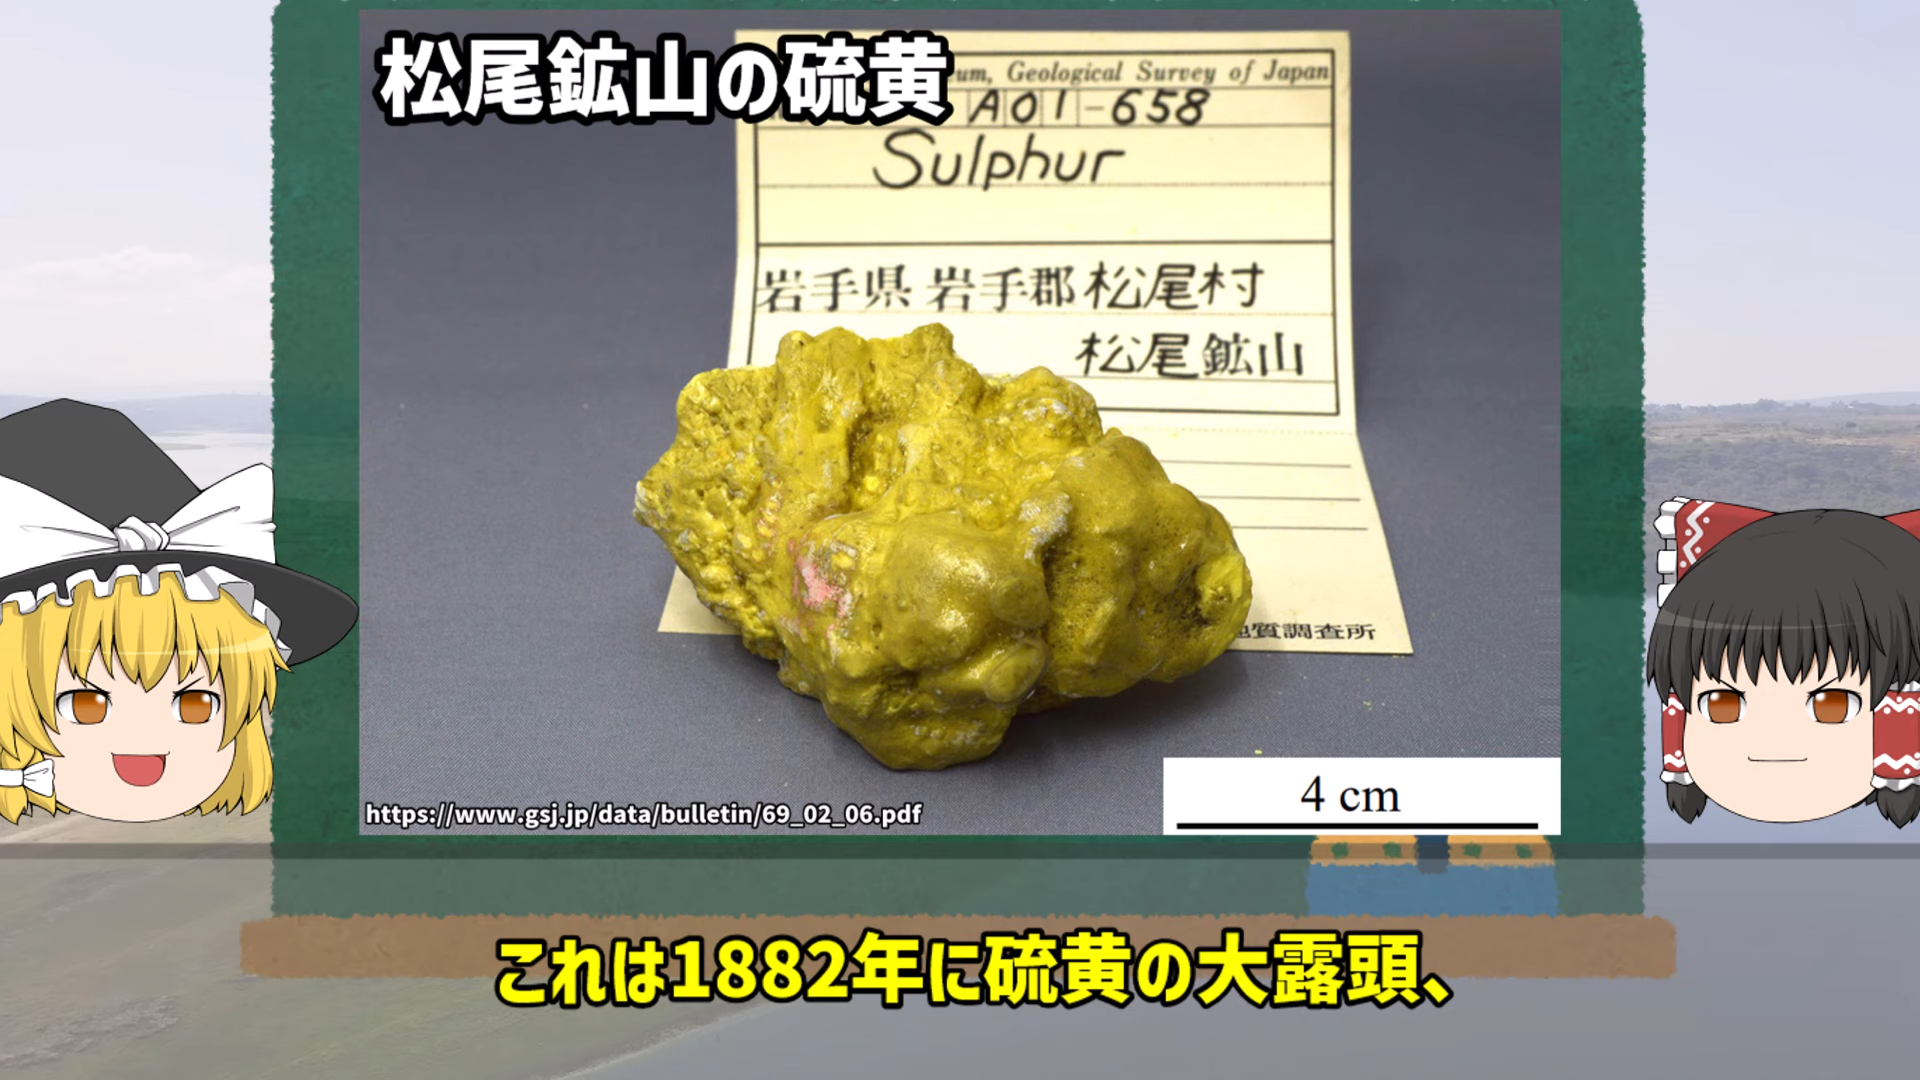 松尾鉱山の硫黄
um, Geological Survey of Japan
A01-658
Sulphur
岩手県 岩手郡 松尾村
松尾鉱山
地質調査所
4 cm
https://www.gsj.jp/data/bulletin/69_02_06.pdf
これは1882年に硫黄の大露頭、